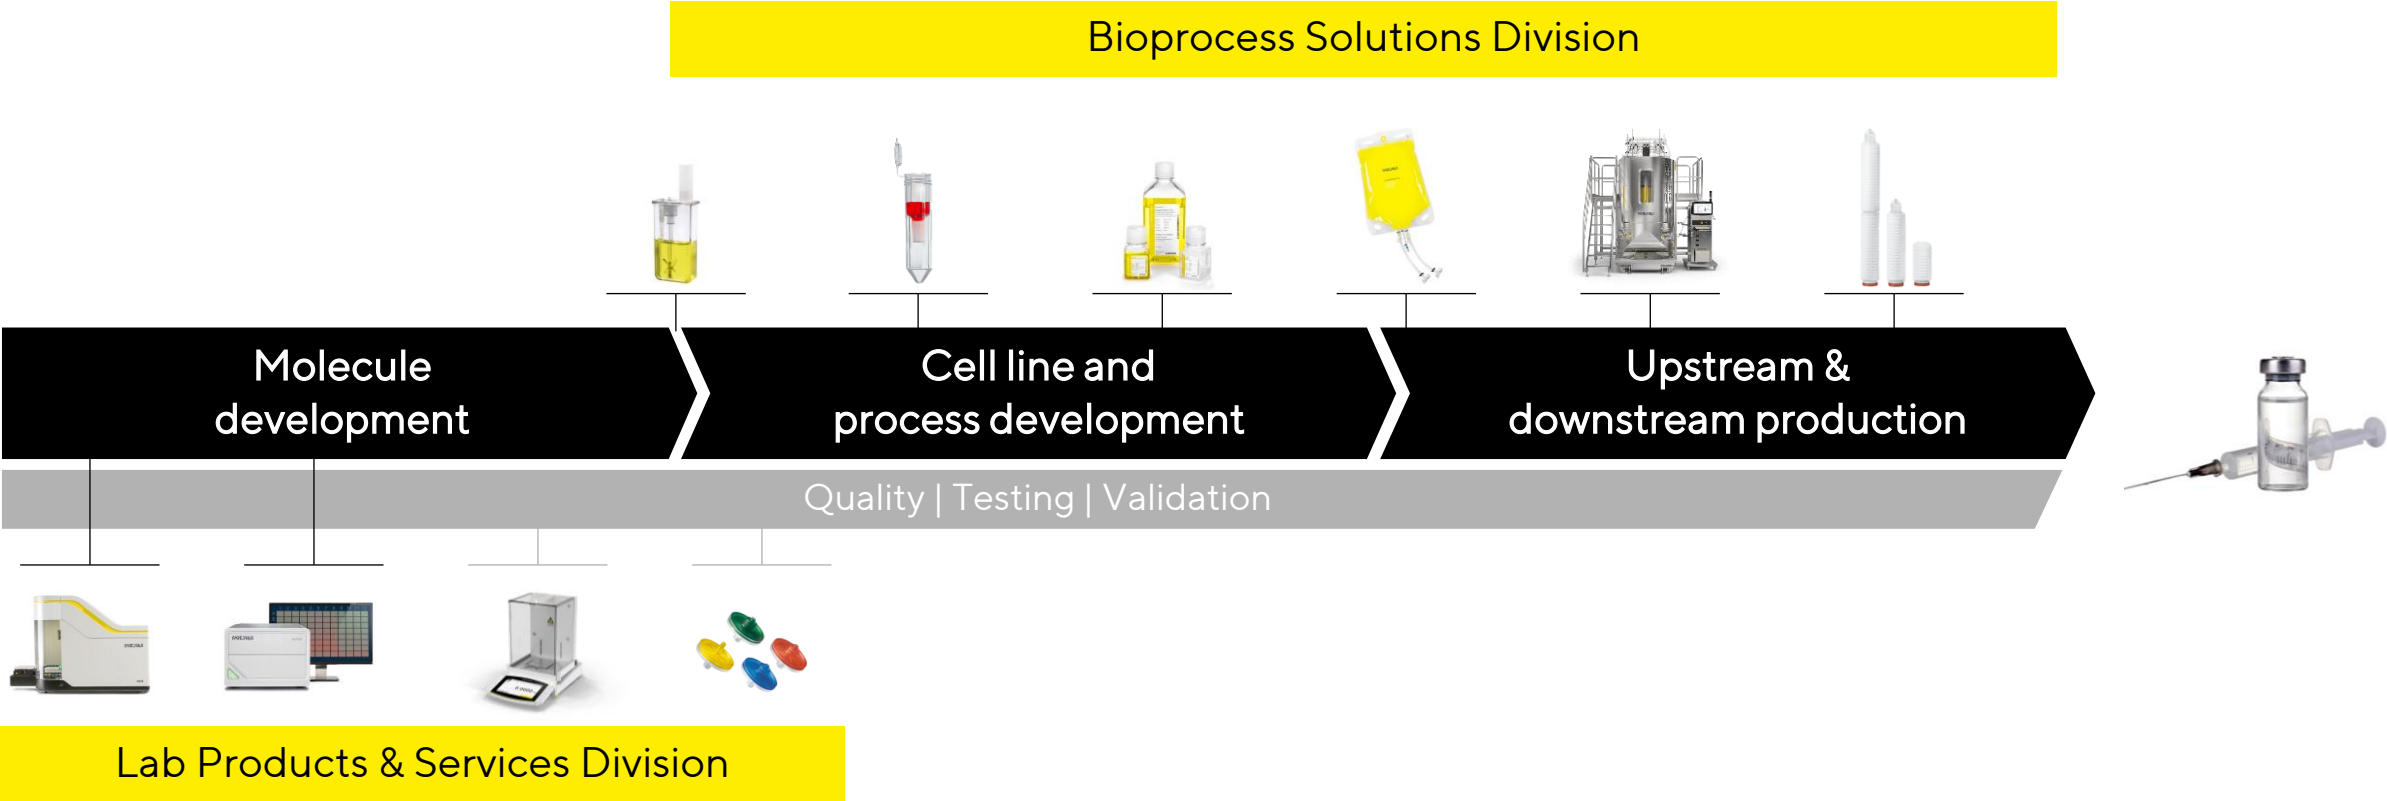 Bioprocess Solutions Division
Molecule
development
Cell line and
process development
Upstream &
downstream production
Quality | Testing | Validation
Lab Products & Services Division